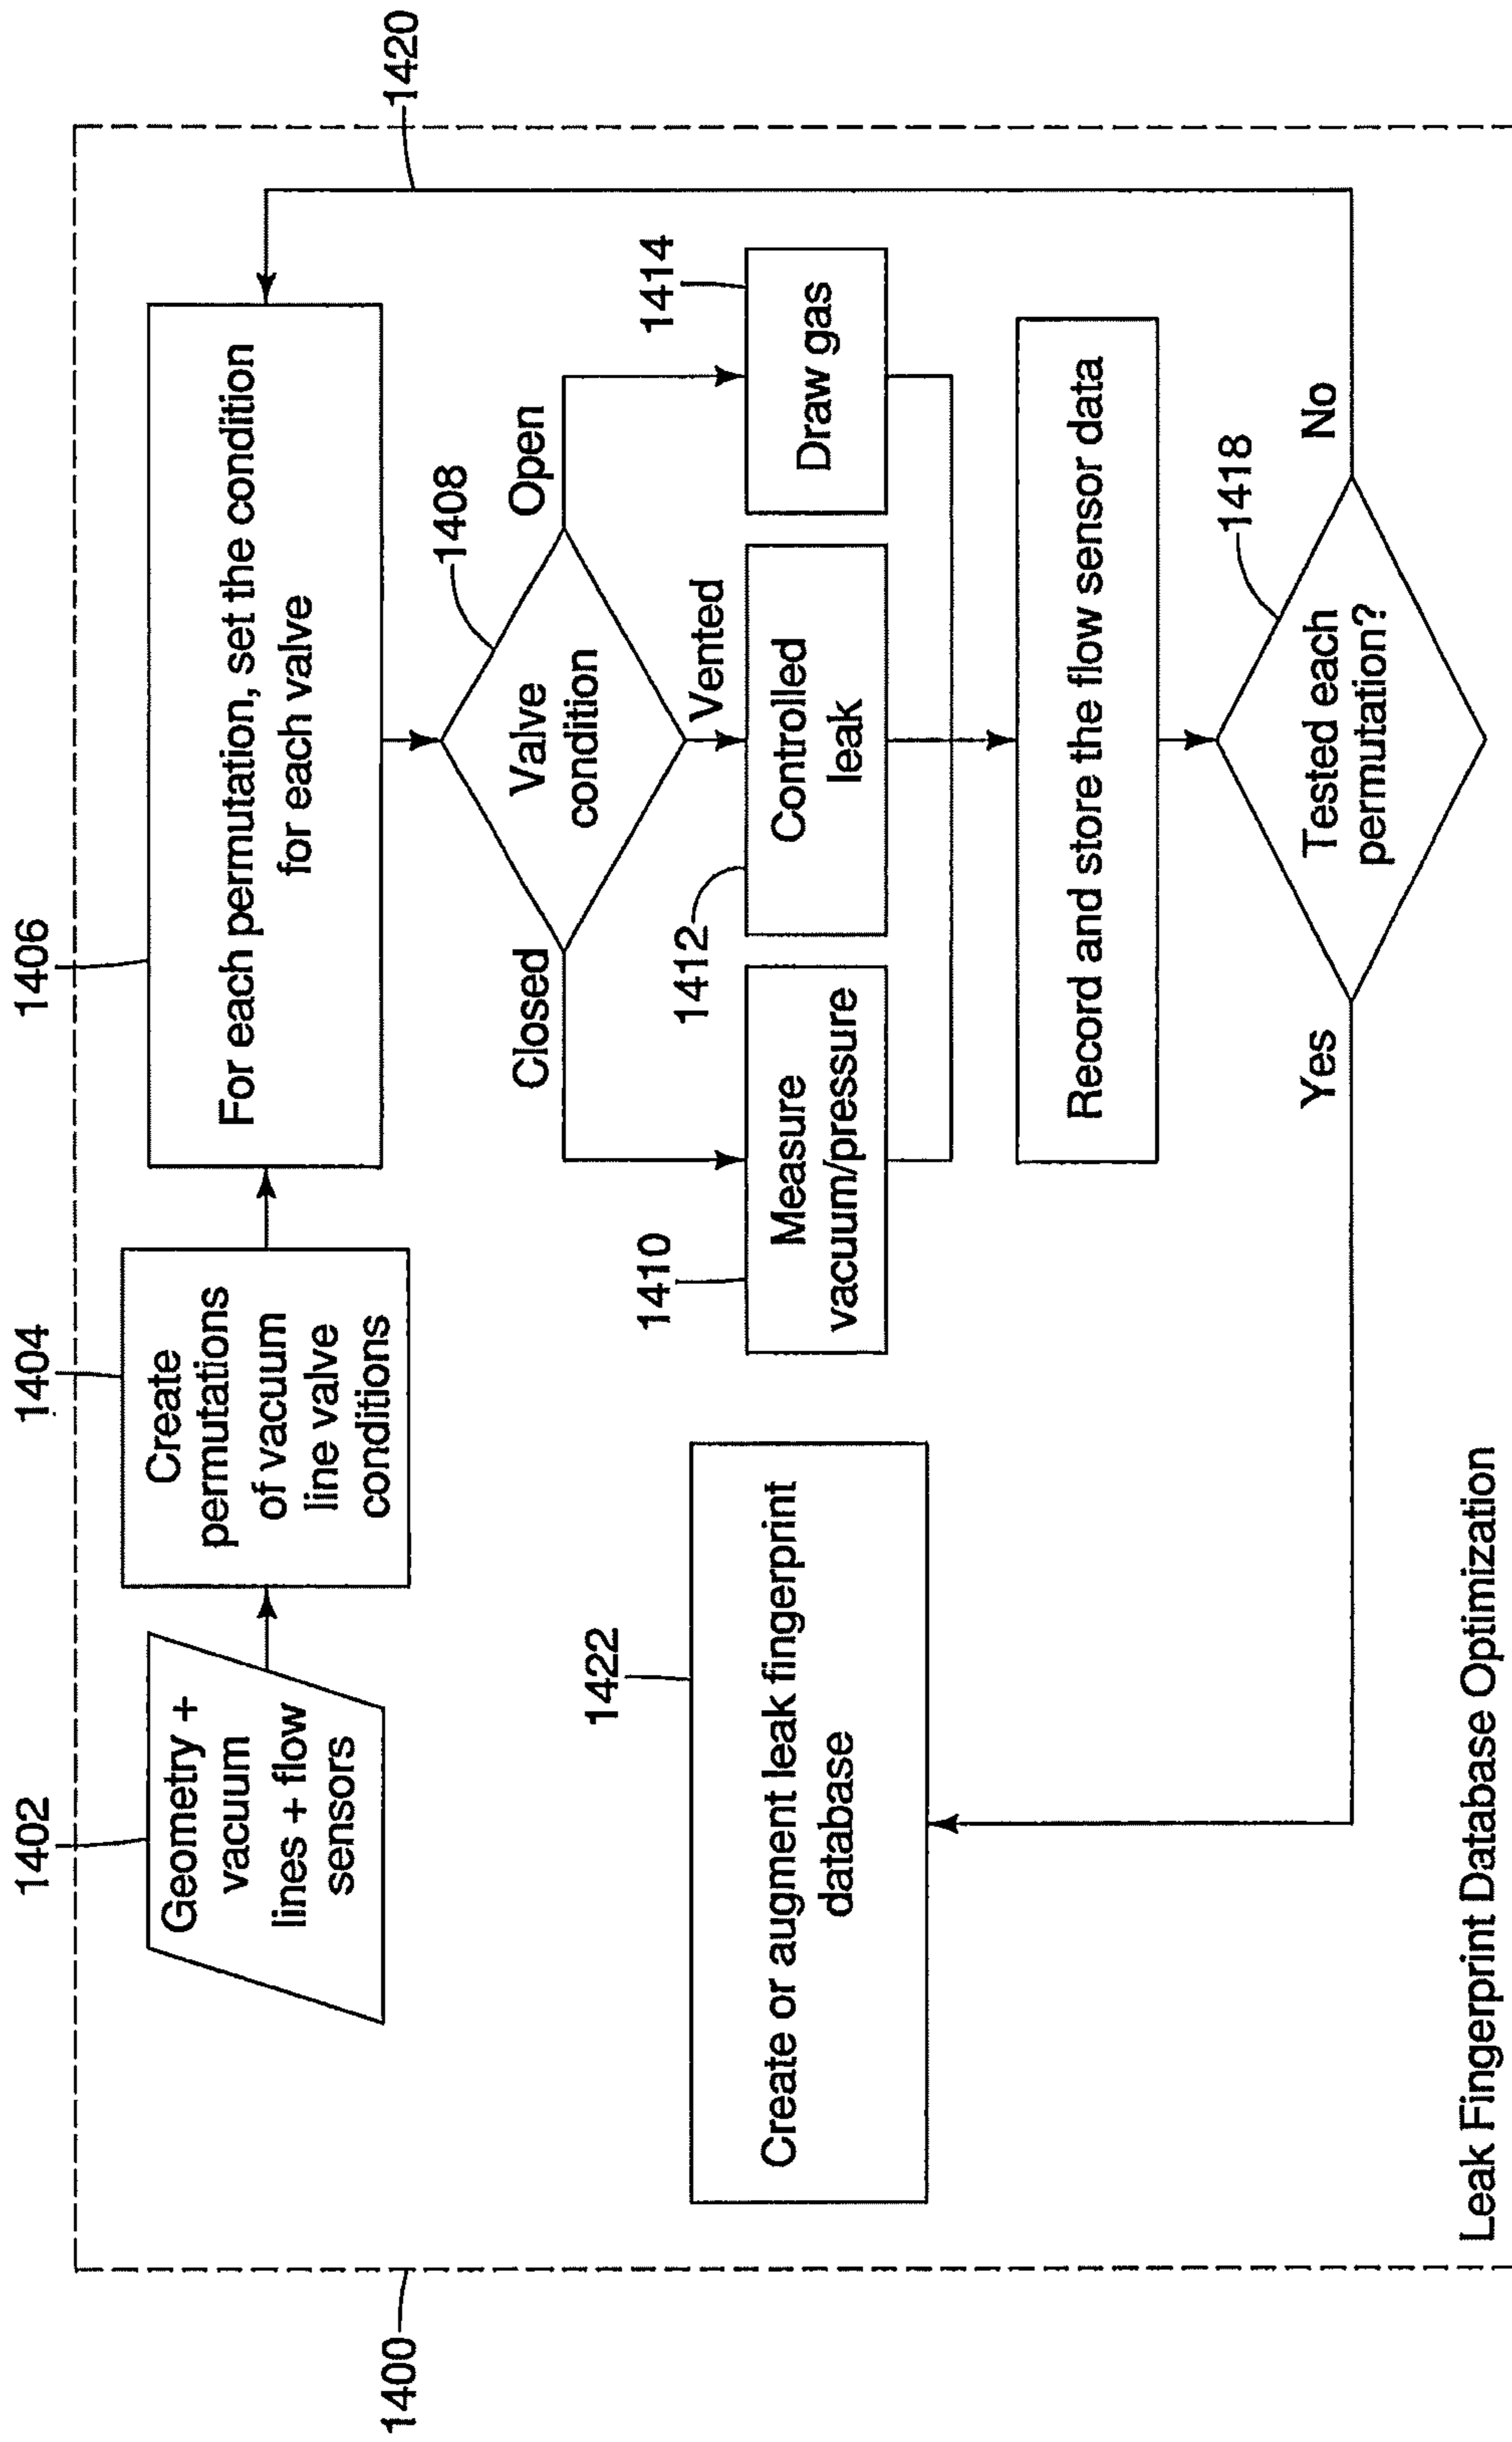 1402
1404
1406
1420
1400
Geometry +
vacuum
lines + flow
sensors
Create
permutations
of vacuum
line valve
conditions
For each permutation, set the condition
for each valve
1408
Valve
condition
Closed
Vented
Open
1410
1412
1414
Measure
vacuum/pressure
Controlled
leak
Draw gas
Record and store the flow sensor data
1418
Tested each
permutation?
Yes
No
1422
Create or augment leak fingerprint
database
Leak Fingerprint Database Optimization